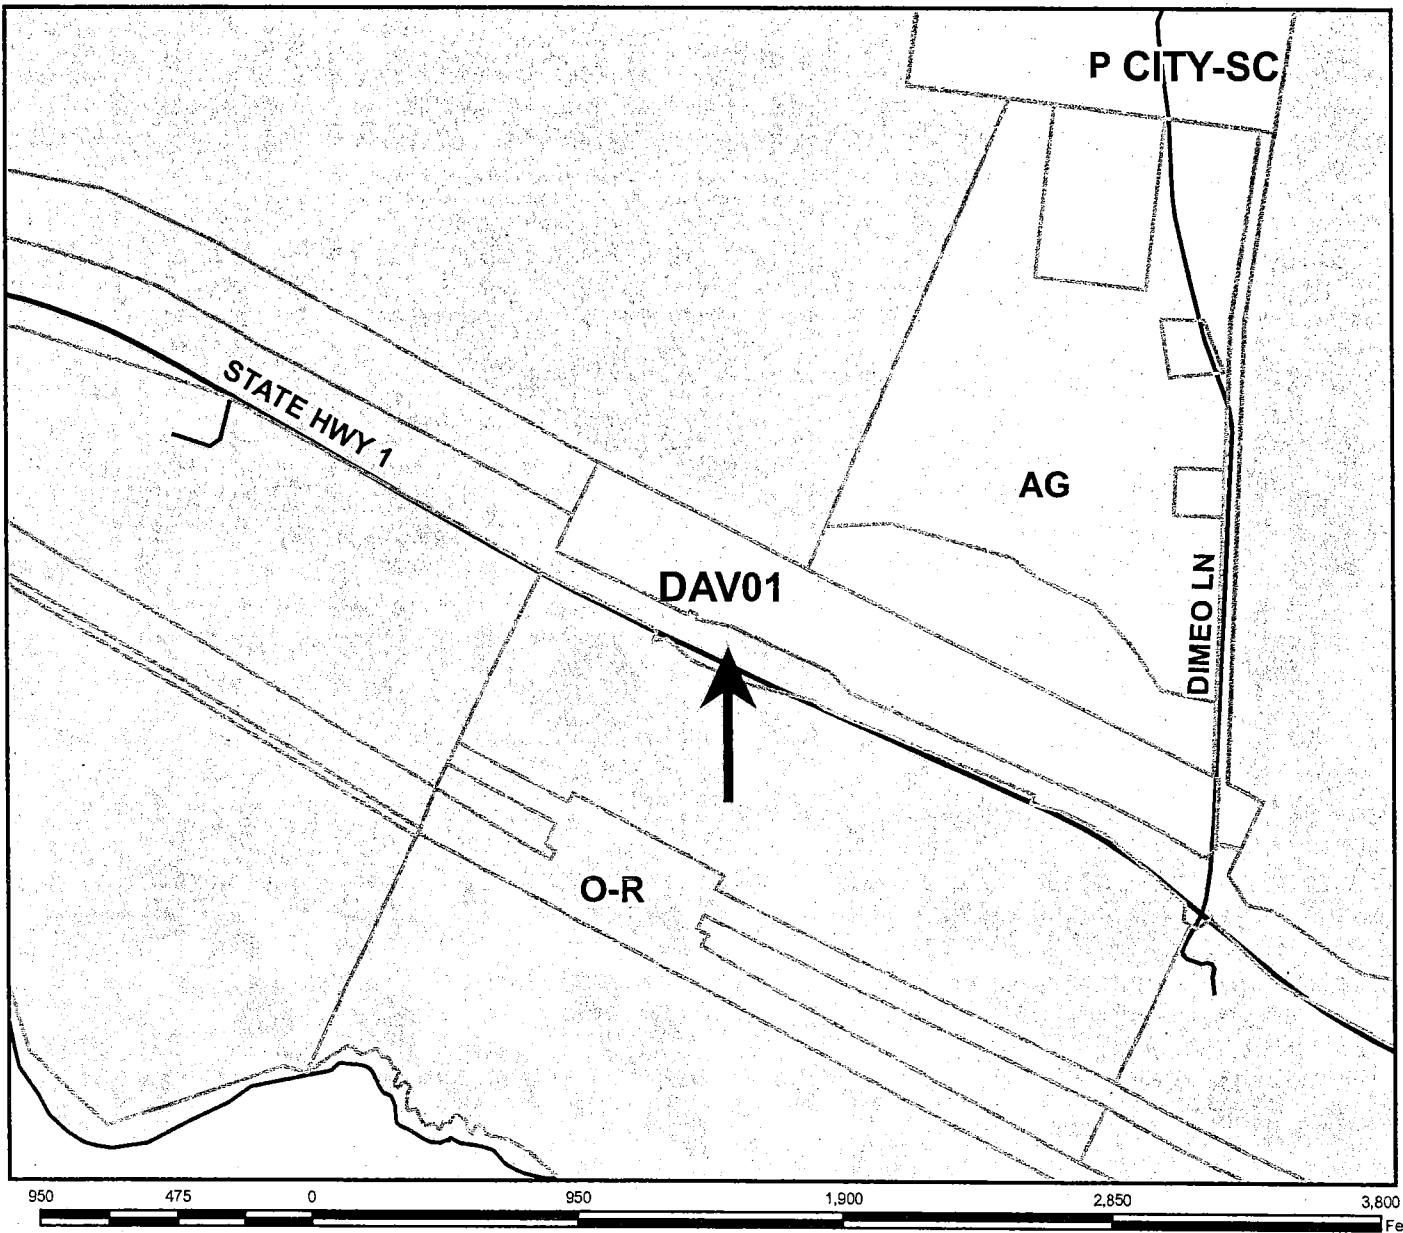 P CITY-SC
STATE HWY 1
AG
DAV01
DIMEO LN
O-R
950 475 0 950 1,900 2,850 3,800
Fe